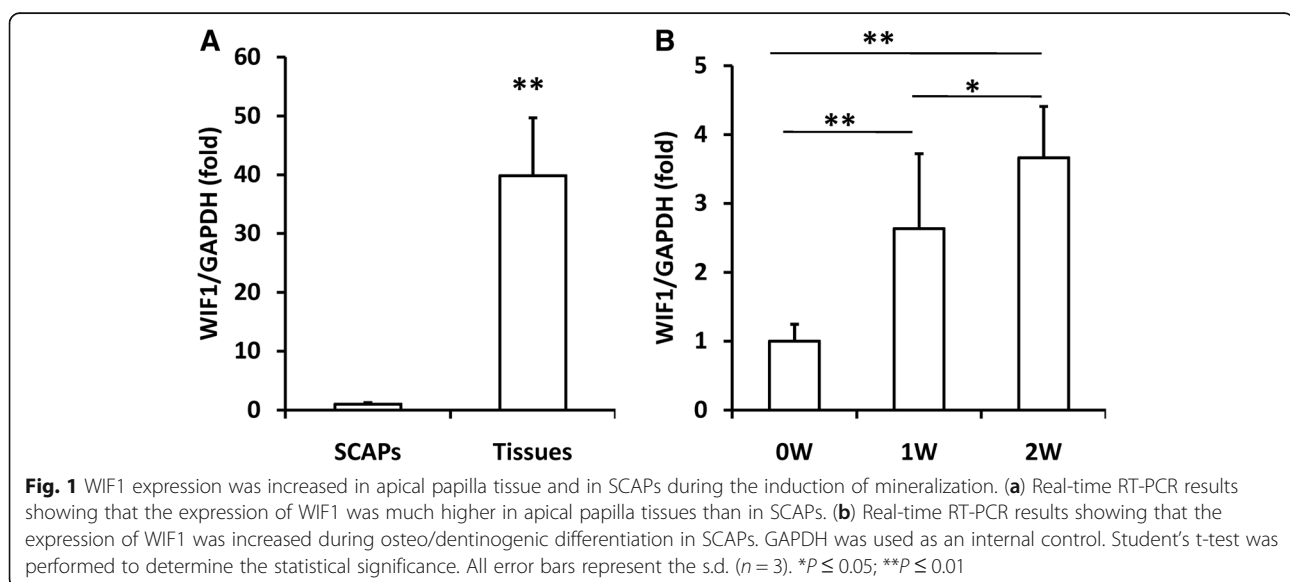 A
WIF1/GAPDH (fold)
60
50
40
30
20
10
0
**
SCAPs Tissues
B
WIF1/GAPDH (fold)
5
4
3
2
1
0
**
*
**
0W 1W 2W
Fig. 1 WIF1 expression was increased in apical papilla tissue and in SCAPs during the induction of mineralization. (a) Real-time RT-PCR results
showing that the expression of WIF1 was much higher in apical papilla tissues than in SCAPs. (b) Real-time RT-PCR results showing that the
expression of WIF1 was increased during osteo/dentinogenic differentiation in SCAPs. GAPDH was used as an internal control. Student's t-test was
performed to determine the statistical significance. All error bars represent the s.d. (n = 3). *P ≤ 0.05; **P ≤ 0.01